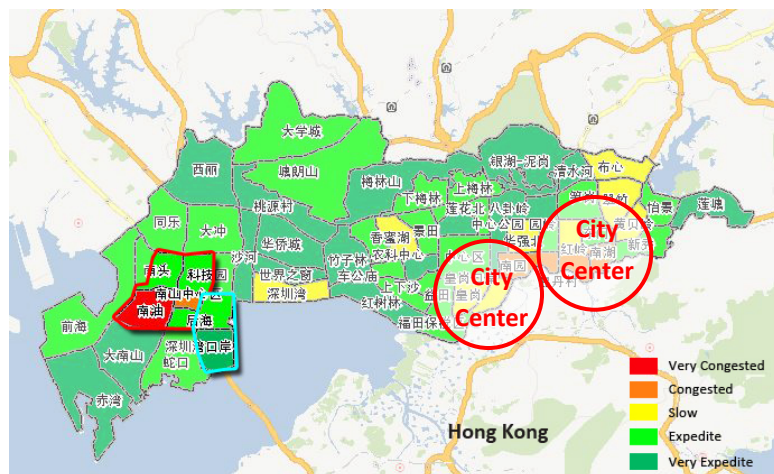 大学城
银湖-泥岗
布心
西丽
塘朗山
清水河
梅林山
上梅林
下梅林
莲塘
桃源村
莲花北
八卦岭
怡景
同乐
大冲
香蜜湖
景田
中心公园
园岭
黄贝岭
华侨城
农科中心
华强北
沙河
竹子林
中心区
City
Center
红岭
南湖
新秀
南头
科技园
世界之窗
车公庙
City
Center
南园
南山中心区
深圳湾
上下沙
皇岗
红树林
益田
皇岗
南油
后海
福田保税区
前海
大南山
深圳湾口岸
蛇口
赤湾
Hong Kong
Very Congested
Congested
Slow
Expedite
Very Expedite